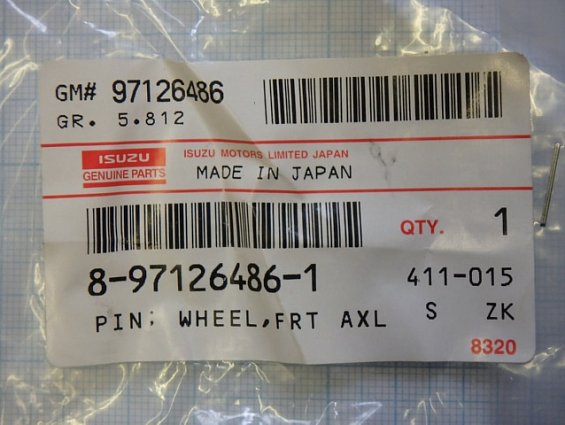 GM# 97126486
GR. 5.812
ISUZU
GENUINE PARTS
ISUZU MOTORS LIMITED JAPAN
MADE IN JAPAN
QTY. 1
8-97126486-1 411-015
PIN; WHEEL,FRT AXL S ZK
8320